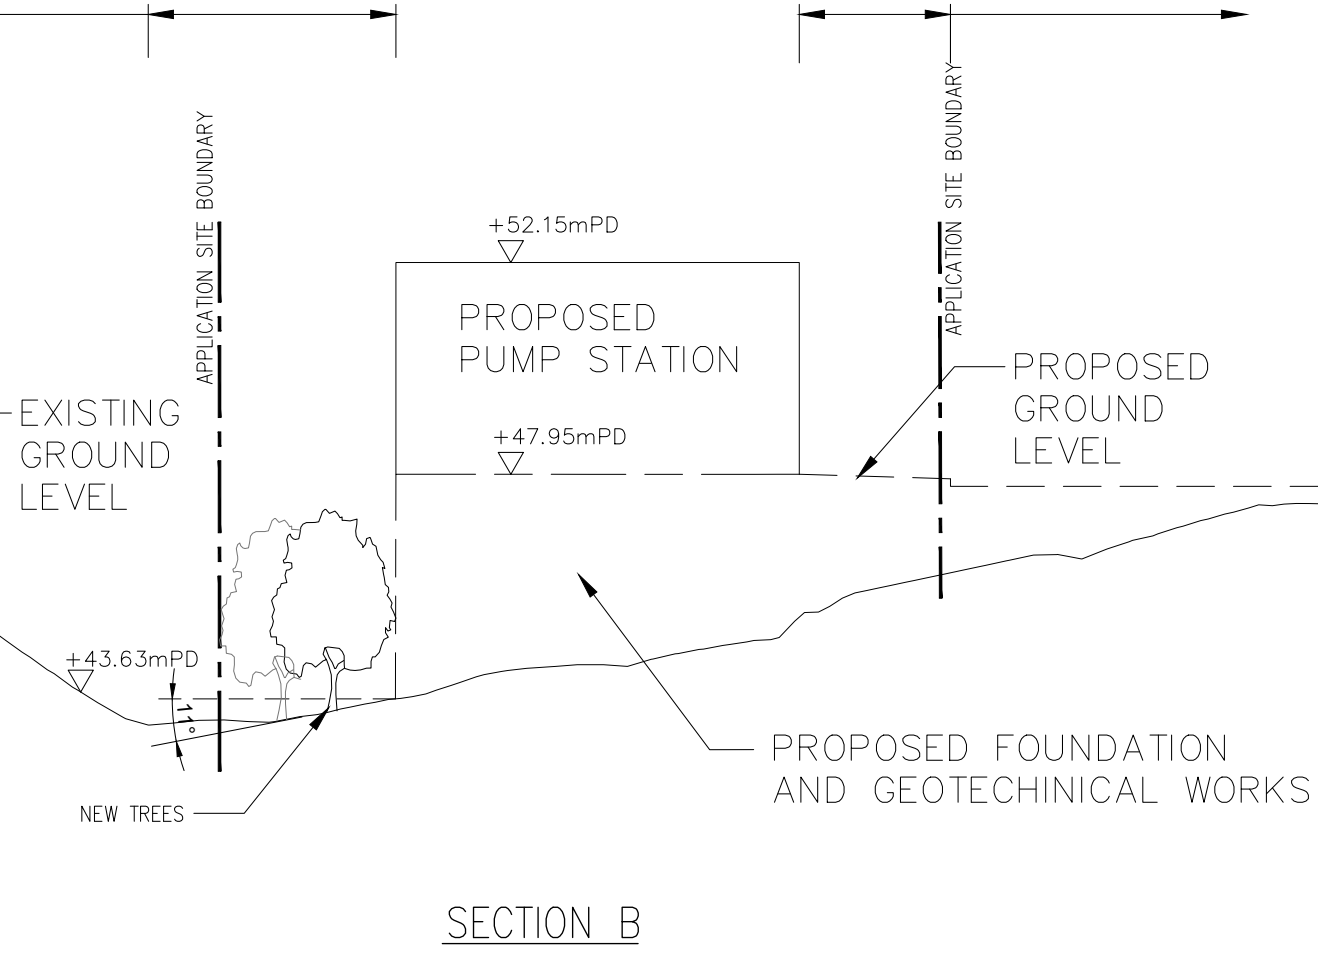 APPLICATION SITE BOUNDARY
APPLICATION SITE BOUNDARY
+52.15mPD
PROPOSED
PUMP STATION
+47.95mPD
PROPOSED
GROUND
LEVEL
EXISTING
GROUND
LEVEL
+43.63mPD
11°
NEW TREES
PROPOSED FOUNDATION
AND GEOTECHINICAL WORKS
SECTION B